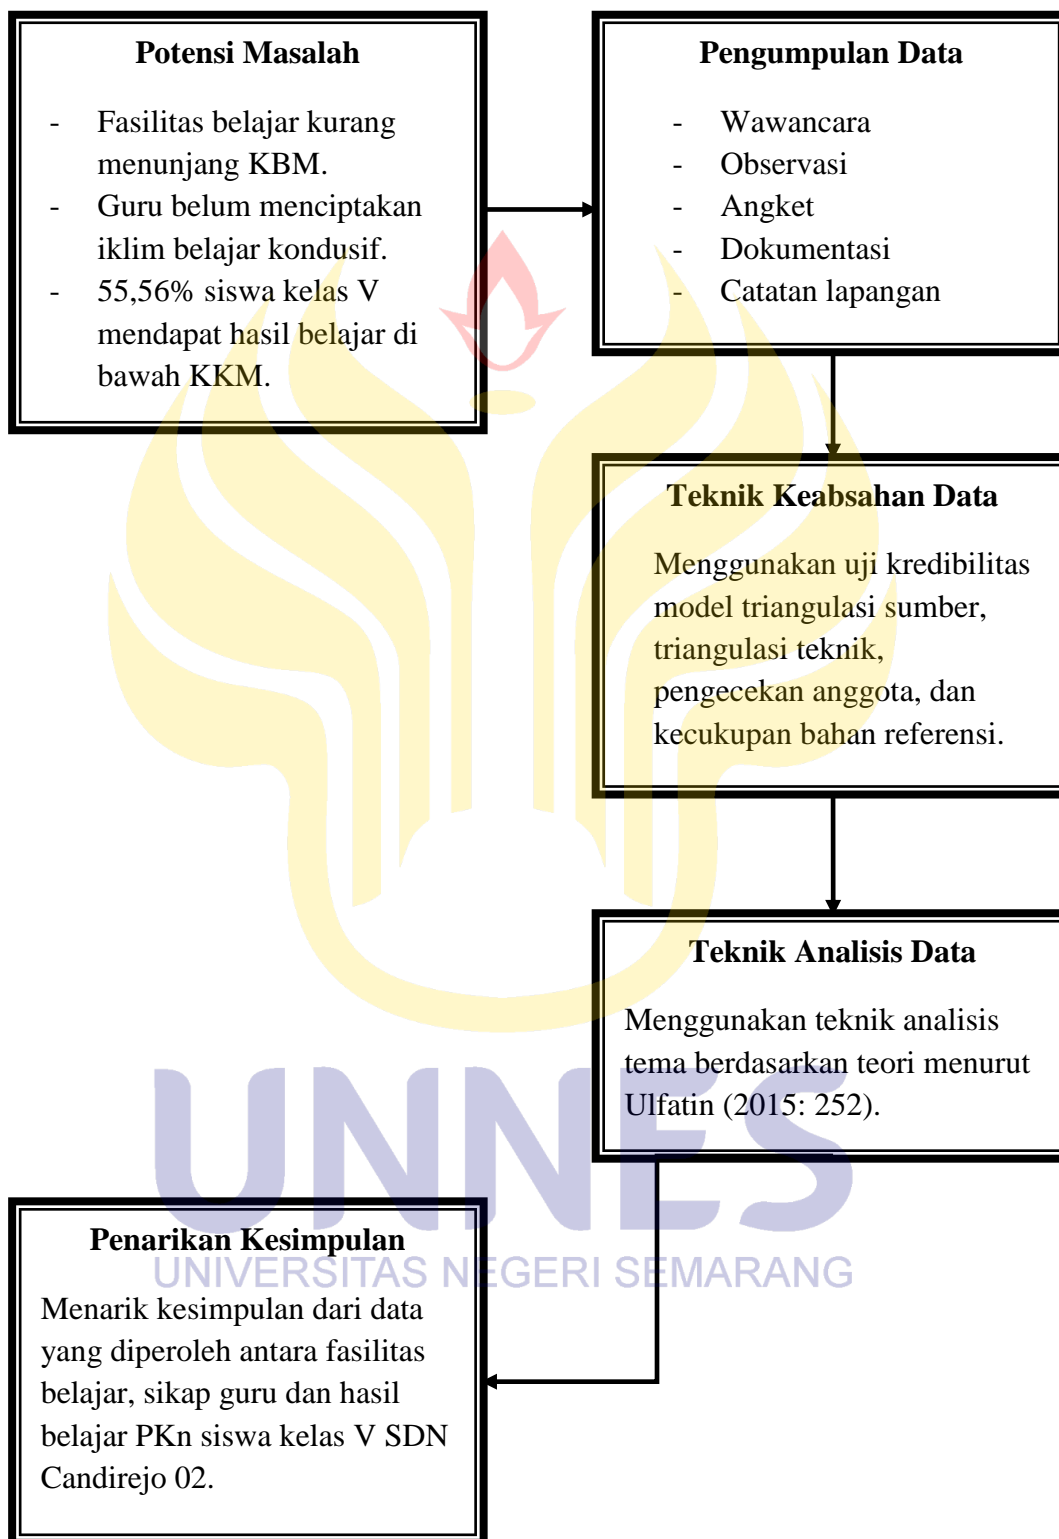 Potensi Masalah
- Fasilitas belajar kurang
menunjang KBM.
- Guru belum menciptakan
iklim belajar kondusif.
- 55,56% siswa kelas V
mendapat hasil belajar di
bawah KKM.
Pengumpulan Data
- Wawancara
- Observasi
- Angket
- Dokumentasi
- Catatan lapangan
Teknik Keabsahan Data
Menggunakan uji kredibilitas
model triangulasi sumber,
triangulasi teknik,
pengecekan anggota, dan
kecukupan bahan referensi.
Teknik Analisis Data
Menggunakan teknik analisis
tema berdasarkan teori menurut
Ulfatin (2015: 252).
Penarikan Kesimpulan
Menarik kesimpulan dari data
yang diperoleh antara fasilitas
belajar, sikap guru dan hasil
belajar PKn siswa kelas V SDN
Candirejo 02.
UNNES
UNIVERSITAS NEGERI SEMARANG